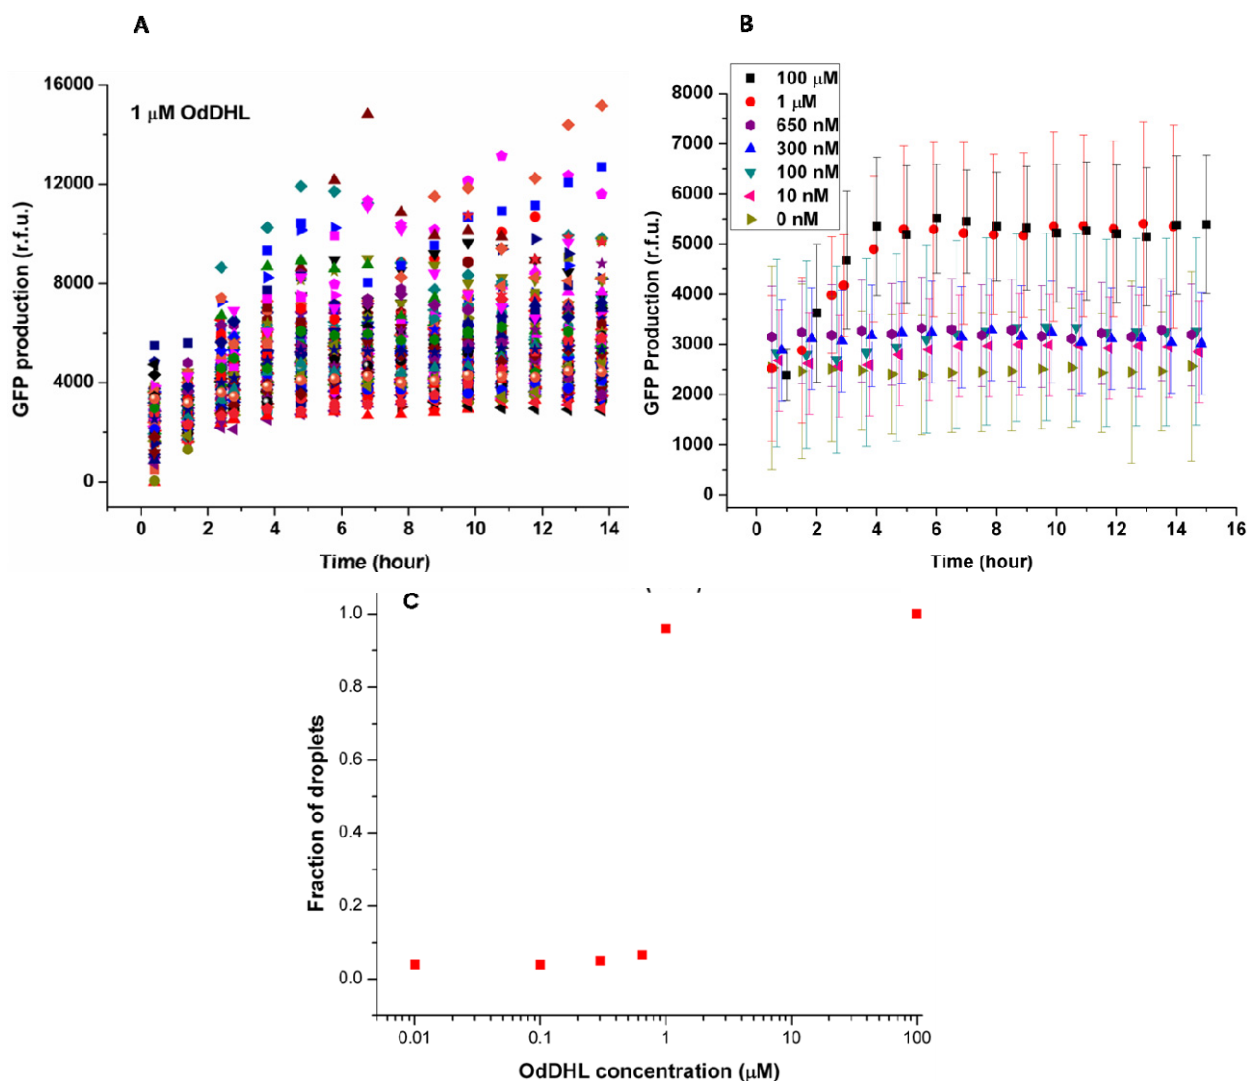 A
B
16000
12000
8000
4000
0
1 μM OdDHL
GFP production (r.f.u.)
0 2 4 6 8 10 12 14
Time (hour)
100 μM
1 μM
650 nM
300 nM
100 nM
10 nM
0 nM
8000
7000
6000
5000
4000
3000
2000
1000
0
GFP Production (r.f.u.)
0 2 4 6 8 10 12 14 16
Time (hour)
C
1.0
0.8
0.6
0.4
0.2
0.0
Fraction of droplets
0.01 0.1 1 10 100
OdDHL concentration (μM)